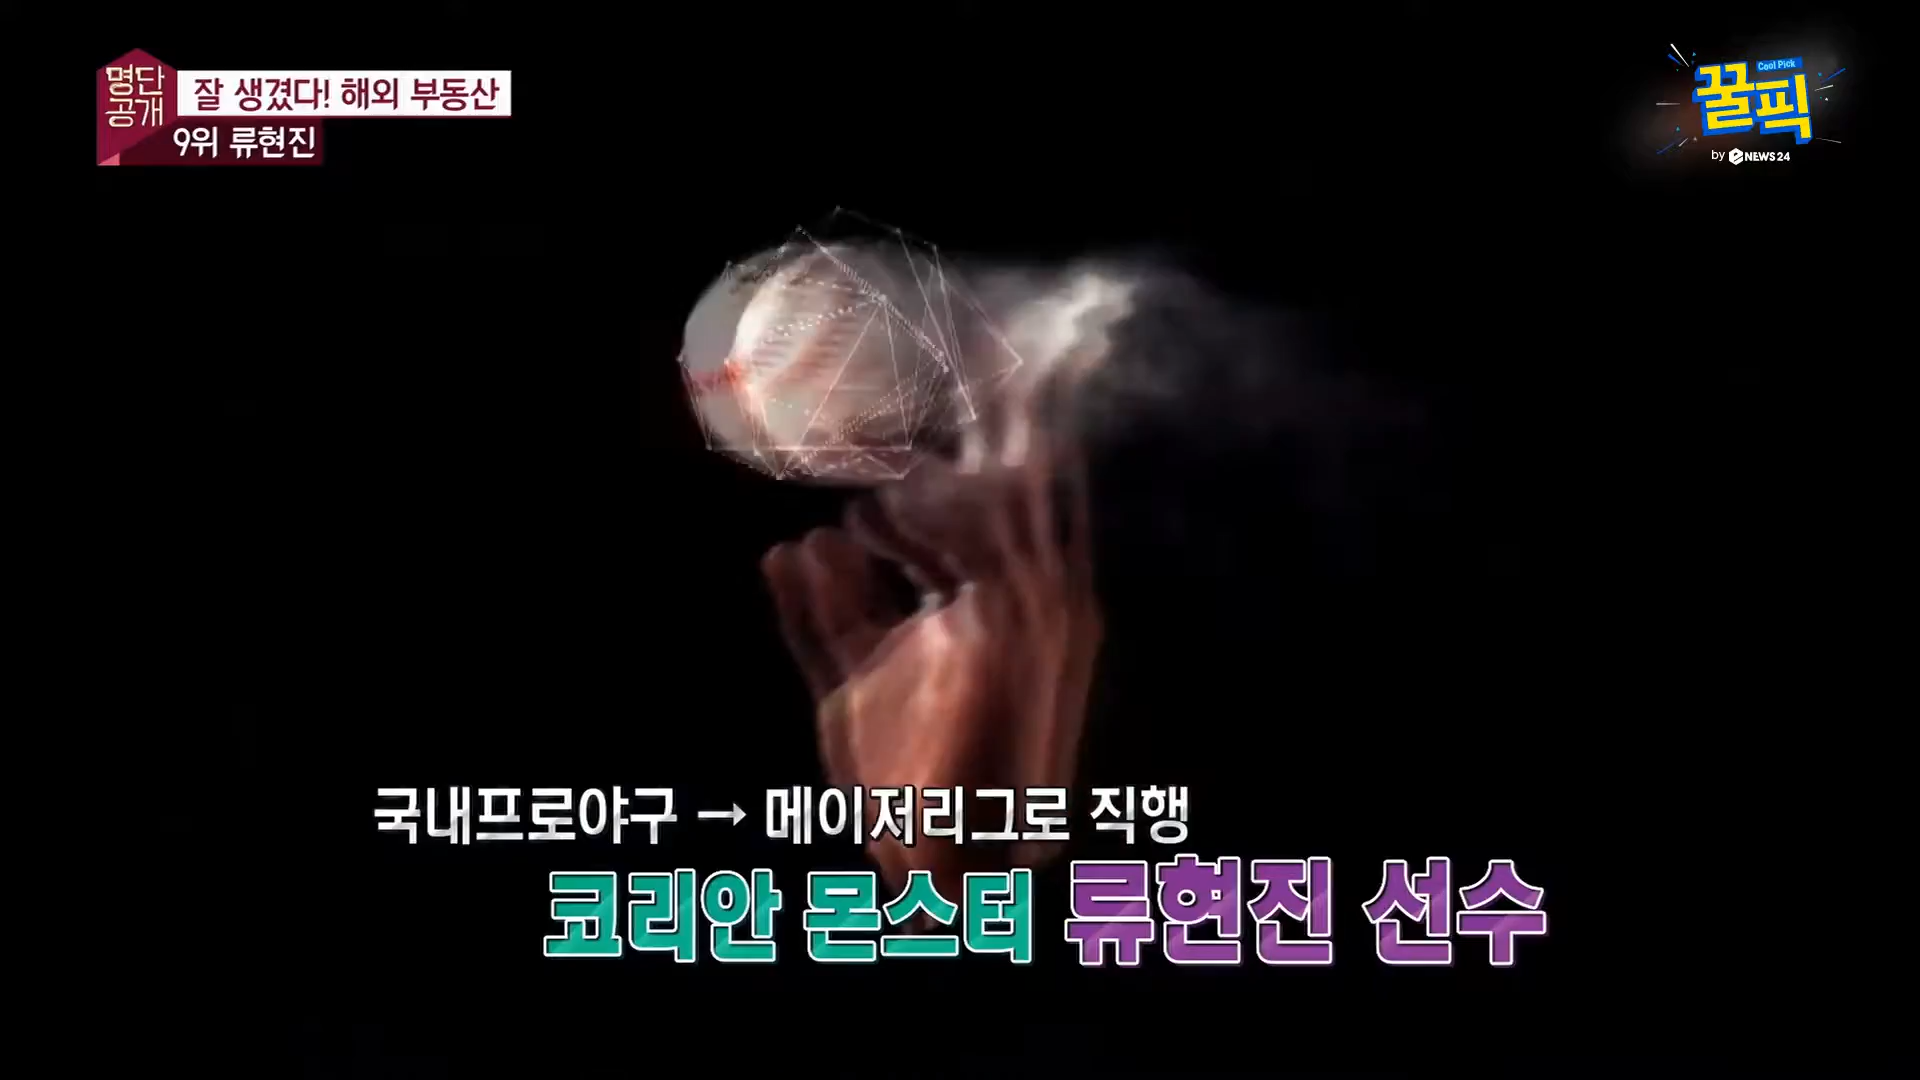 명단
공개
잘 생겼다! 해외 부동산
9위 류현진
Cool Pick
꿀픽
by e NEWS24
국내프로야구 → 메이저리그로 직행
코리안 몬스터 류현진 선수